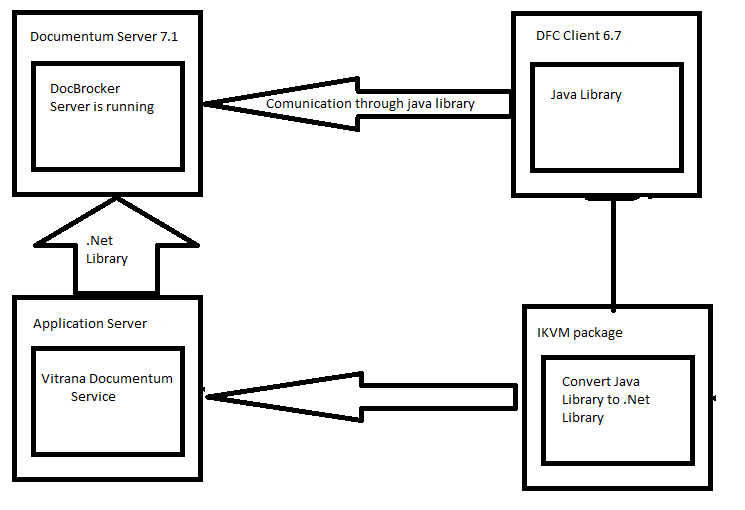 Documentum Server 7.1
DocBrocker
Server is running
Comunication through java library
DFC Client 6.7
Java Library
.Net
Library
Application Server
Vitrana Documentum
Service
IKVM package
Convert Java
Library to .Net
Library